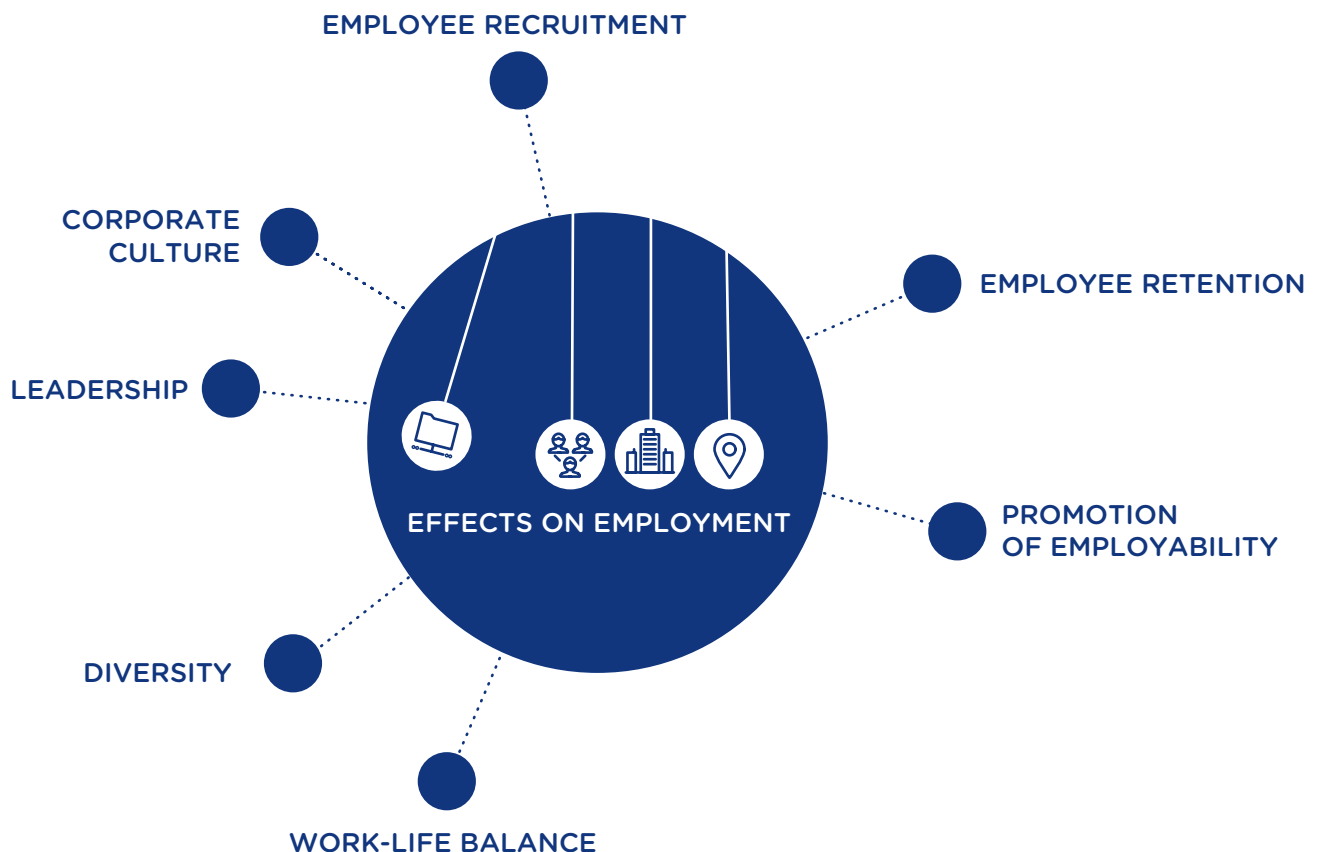 EMPLOYEE RECRUITMENT
CORPORATE
CULTURE
EMPLOYEE RETENTION
LEADERSHIP
EFFECTS ON EMPLOYMENT
PROMOTION
OF EMPLOYABILITY
DIVERSITY
WORK-LIFE BALANCE